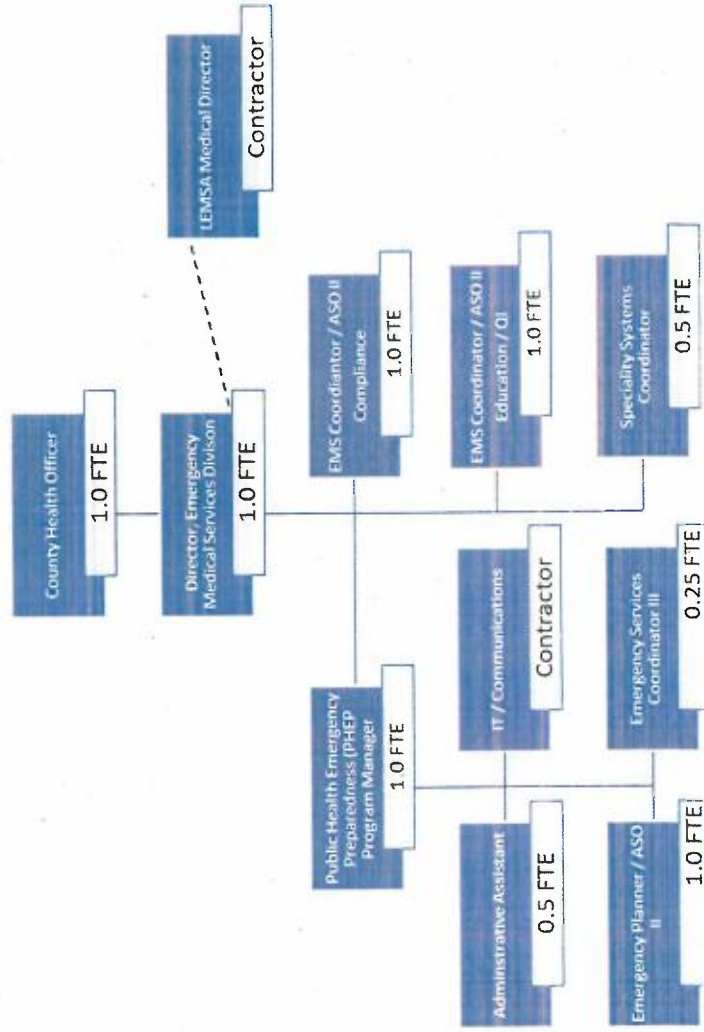 County Health Officer
1.0 FTE
LEMSA Medical Director
Contractor
Director, Emergency
Medical Services Divison
1.0 FTE
Public Health Emergency
Preparedness (PHEP
Program Manager
1.0 FTE
EMS Coordiantor / ASO II
Compliance
1.0 FTE
Adminstrative Assistant
0.5 FTE
IT / Communications
Contractor
EMS Coordinator / ASO II
Education / QI
1.0 FTE
Emergency Planner / ASO
II
1.0 FTE
Emergency Services
Coordinator III
0.25 FTE
Speciality Systems
Coordinator
0.5 FTE